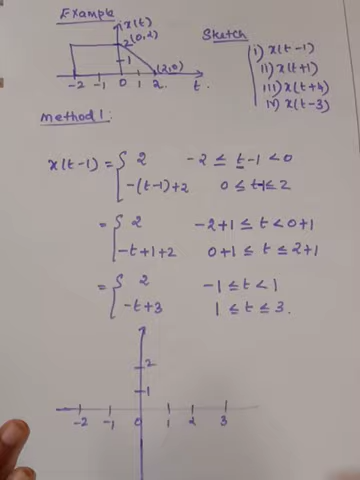 Example
x(t)
2 (0,2)
1
(2,0)
-2 -1 0 1 2 t
Sketch
i) x(t-1)
ii) x(t+1)
iii) x(t+4)
iv) x(t-3)
method 1:
x(t-1) = { 2 -2 ≤ t-1 < 0
-(t-1)+2 0 ≤ t-1 ≤ 2
= { 2 -2+1 ≤ t < 0+1
-t+1+2 0+1 ≤ t ≤ 2+1
= { 2 -1 ≤ t < 1
-t+3 1 ≤ t ≤ 3.
2
1
-2 -1 0 1 2 3